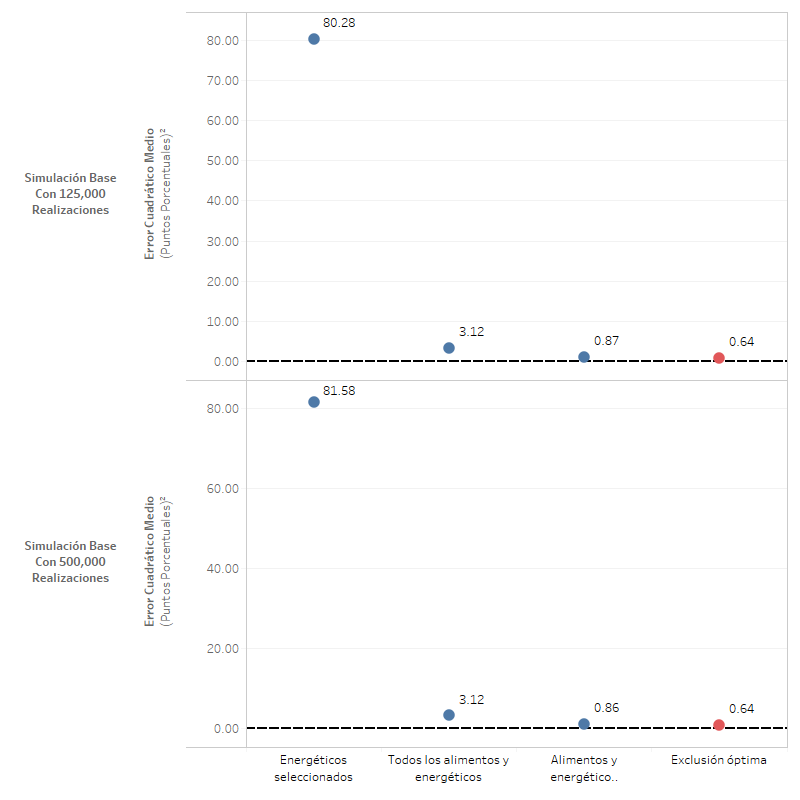 Simulación Base
Con 125,000
Realizaciones
Error Cuadrático Medio
(Puntos Porcentuales)²
80.00
70.00
60.00
50.00
40.00
30.00
20.00
10.00
0.00
80.28
3.12
0.87
0.64
Simulación Base
Con 500,000
Realizaciones
Error Cuadrático Medio
(Puntos Porcentuales)²
80.00
60.00
40.00
20.00
0.00
81.58
3.12
0.86
0.64
Energéticos
seleccionados
Todos los alimentos y
energéticos
Alimentos y
energético..
Exclusión óptima